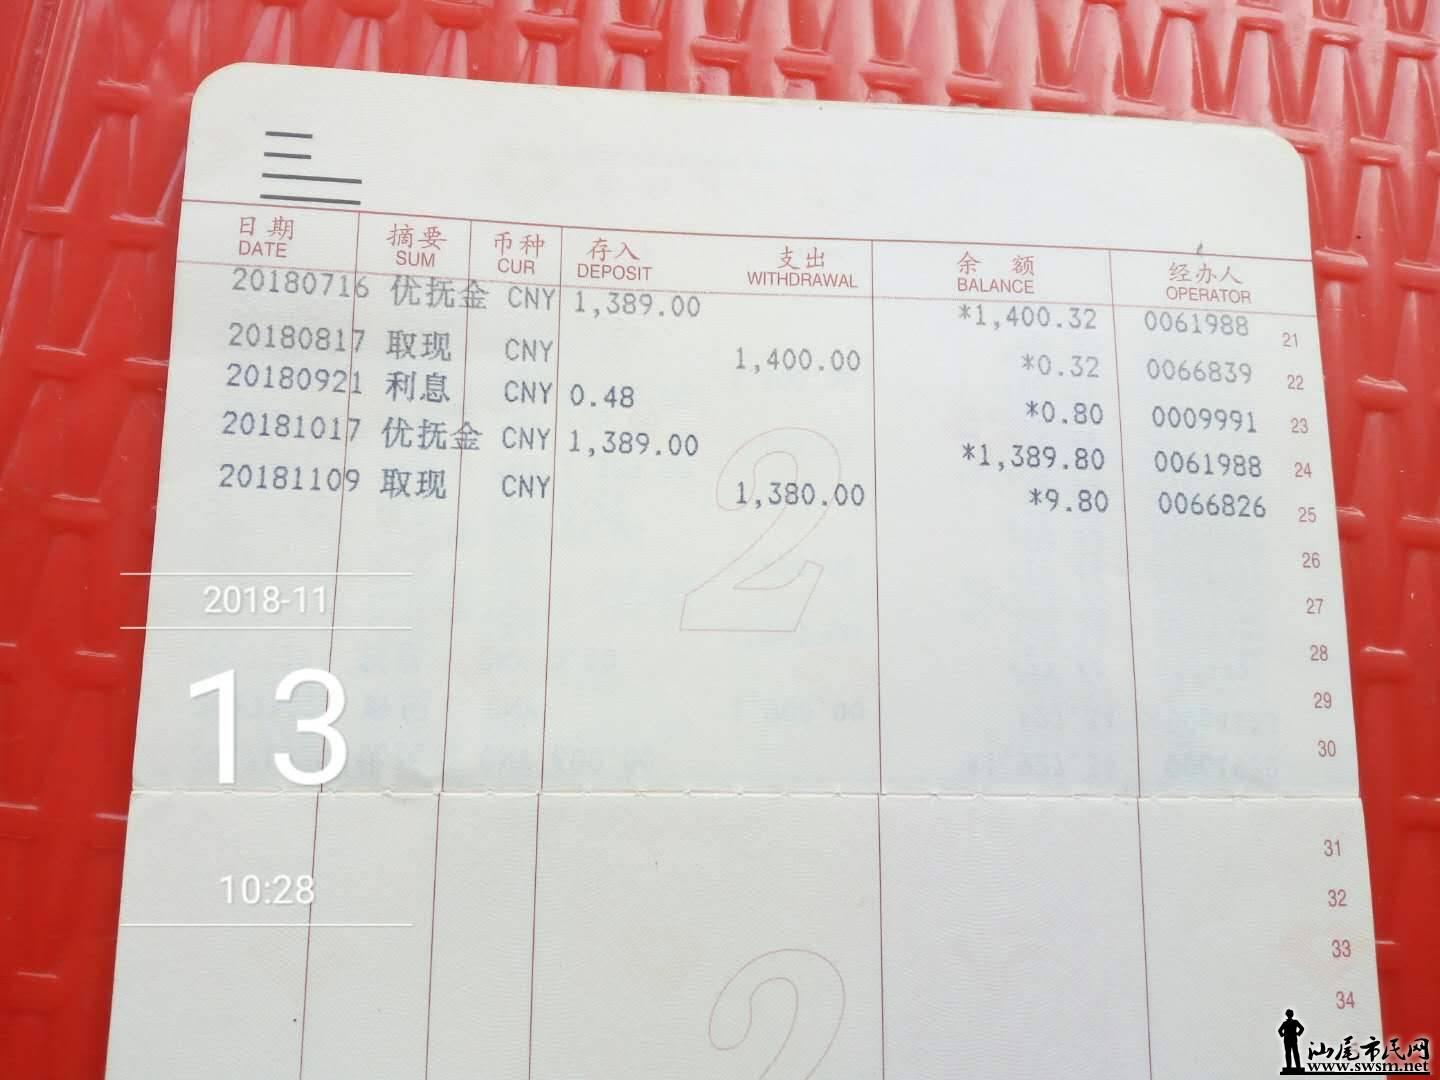 日期 摘要 币种 存入 支出 余额 经办人
DATE SUM CUR DEPOSIT WITHDRAWAL BALANCE OPERATOR
20180716 优抚金 CNY 1,389.00 *1,400.32 0061988 21
20180817 取现 CNY 1,400.00 *0.32 0066839 22
20180921 利息 CNY 0.48 *0.80 0009991 23
20181017 优抚金 CNY 1,389.00 *1,389.80 0061988 24
20181109 取现 CNY 1,380.00 *9.80 0066826 25
2
26
2018-11 27
28
13 29
30
31
10:28 32
33
2 34
汕尾市民网
www.swsm.net